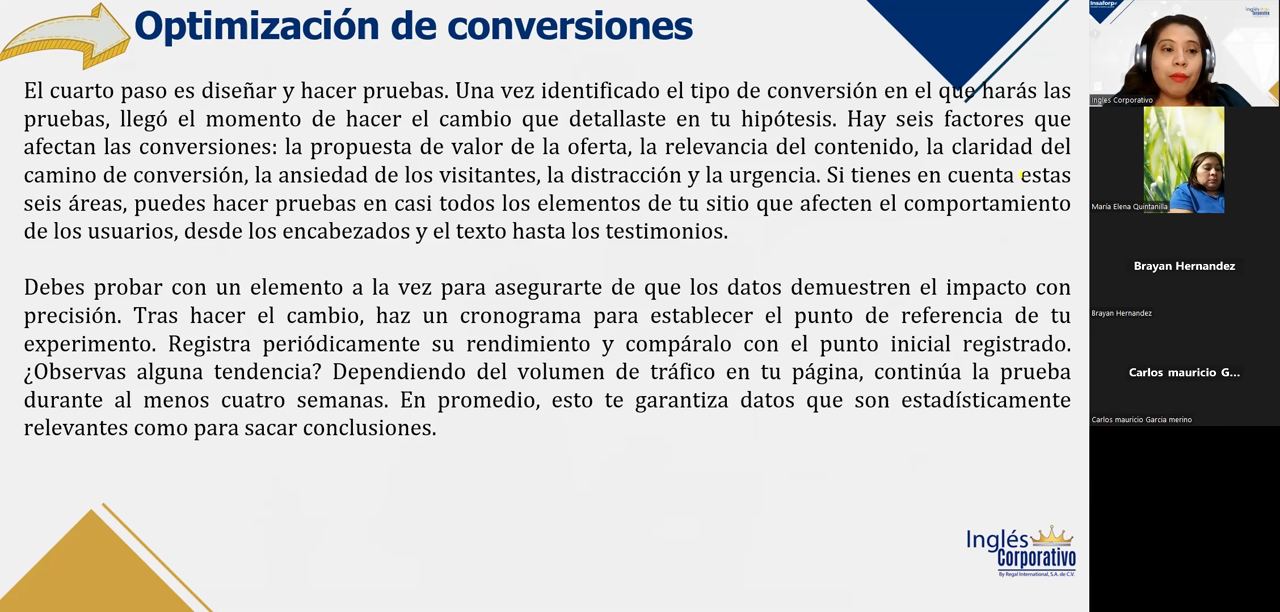 Optimización de conversiones
El cuarto paso es diseñar y hacer pruebas. Una vez identificado el tipo de conversión en el que harás las
pruebas, llegó el momento de hacer el cambio que detallaste en tu hipótesis. Hay seis factores que
afectan las conversiones: la propuesta de valor de la oferta, la relevancia del contenido, la claridad del
camino de conversión, la ansiedad de los visitantes, la distracción y la urgencia. Si tienes en cuenta estas
seis áreas, puedes hacer pruebas en casi todos los elementos de tu sitio que afecten el comportamiento
de los usuarios, desde los encabezados y el texto hasta los testimonios.
Debes probar con un elemento a la vez para asegurarte de que los datos demuestren el impacto con
precisión. Tras hacer el cambio, haz un cronograma para establecer el punto de referencia de tu
experimento. Registra periódicamente su rendimiento y compáralo con el punto inicial registrado.
¿Observas alguna tendencia? Dependiendo del volumen de tráfico en tu página, continúa la prueba
durante al menos cuatro semanas. En promedio, esto te garantiza datos que son estadísticamente
relevantes como para sacar conclusiones.
Inglés
Corporativo
By Regal International, S.A. de C.V.
Insaforp
Inglés
Corporativo
Ingles Corporativo
María Elena Quintanilla
Brayan Hernandez
Brayan Hernandez
Carlos mauricio G...
Carlos mauricio Garcia merino